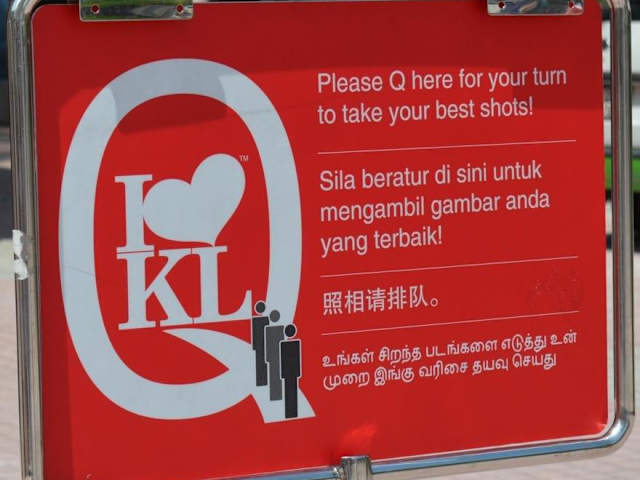 I
™
KL
Please Q here for your turn
to take your best shots!
Sila beratur di sini untuk
mengambil gambar anda
yang terbaik!
照相请排队。
உங்கள் சிறந்த படங்களை எடுத்து உன்
முறை இங்கு வரிசை தயவு செய்து